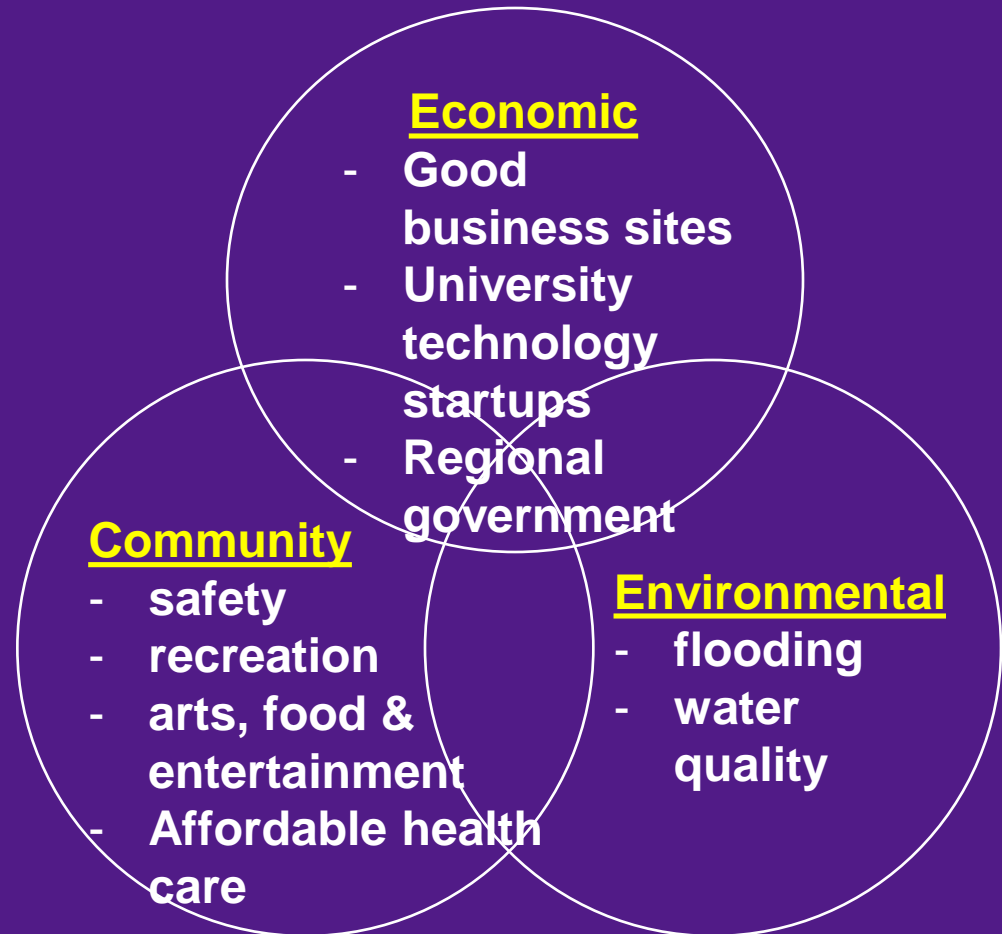 Economic
- Good
business sites
- University
technology
startups
- Regional
government
Community
- safety
- recreation
- arts, food &
entertainment
- Affordable health
care
Environmental
- flooding
- water
quality